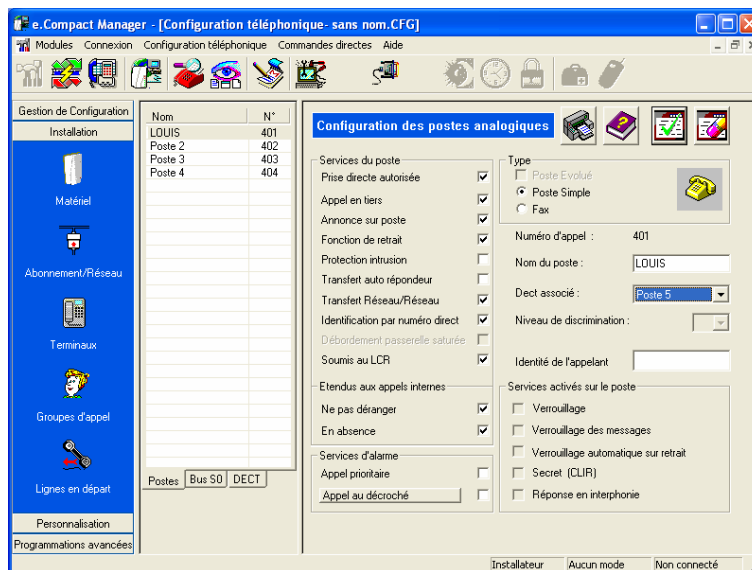 e.Compact Manager - [Configuration téléphonique- sans nom.CFG]
Modules Connexion Configuration téléphonique Commandes directes Aide
Gestion de Configuration
Installation
Matériel
Abonnement/Réseau
Terminaux
Groupes d'appel
Lignes en départ
Personnalisation
Programmations avancées
Nom N°
LOUIS 401
Poste 2 402
Poste 3 403
Poste 4 404
Postes Bus S0 DECT
Configuration des postes analogiques
Services du poste
Prise directe autorisée
Appel en tiers
Annonce sur poste
Fonction de retrait
Protection intrusion
Transfert auto répondeur
Transfert Réseau/Réseau
Identification par numéro direct
Débordement passerelle saturée
Soumis au LCR
Etendus aux appels internes
Ne pas déranger
En absence
Services d'alarme
Appel prioritaire
Appel au décroché
Type
Poste Evolué
Poste Simple
Fax
Numéro d'appel : 401
Nom du poste : LOUIS
Dect associé : Poste 5
Niveau de discrimination :
Identité de l'appelant
Services activés sur le poste
Verrouillage
Verrouillage des messages
Verrouillage automatique sur retrait
Secret (CLIR)
Réponse en interphonie
Installateur Aucun mode Non connecté